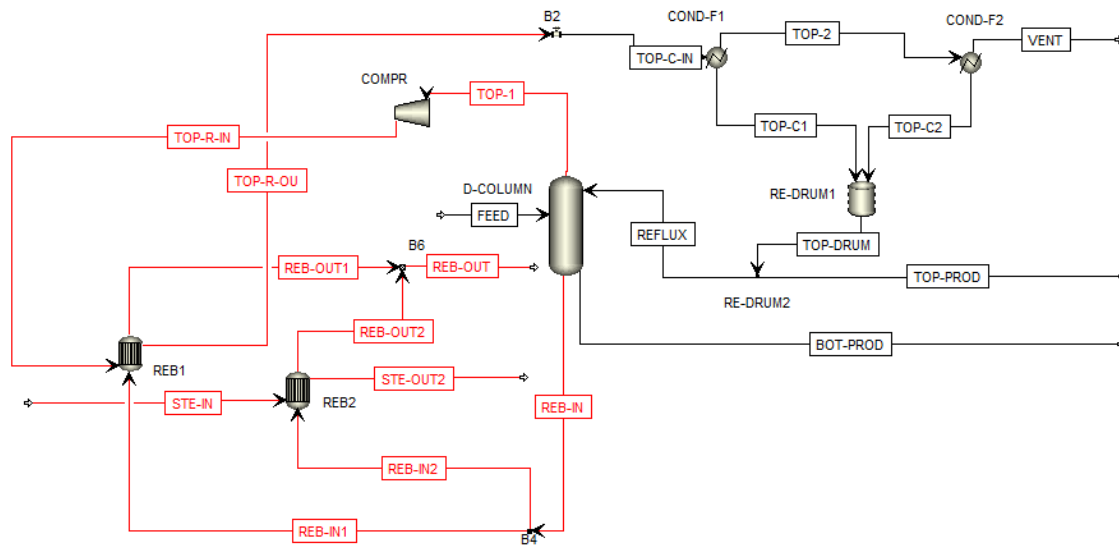 B2
COND-F1
TOP-2
COND-F2
VENT
TOP-C-IN
COMPR
TOP-1
TOP-R-IN
TOP-C1
TOP-C2
TOP-R-OU
D-COLUMN
FEED
RE-DRUM1
REFLUX
TOP-DRUM
B6
REB-OUT1
REB-OUT
TOP-PROD
RE-DRUM2
REB-OUT2
BOT-PROD
REB1
STE-OUT2
STE-IN
REB2
REB-IN
REB-IN2
REB-IN1
B4